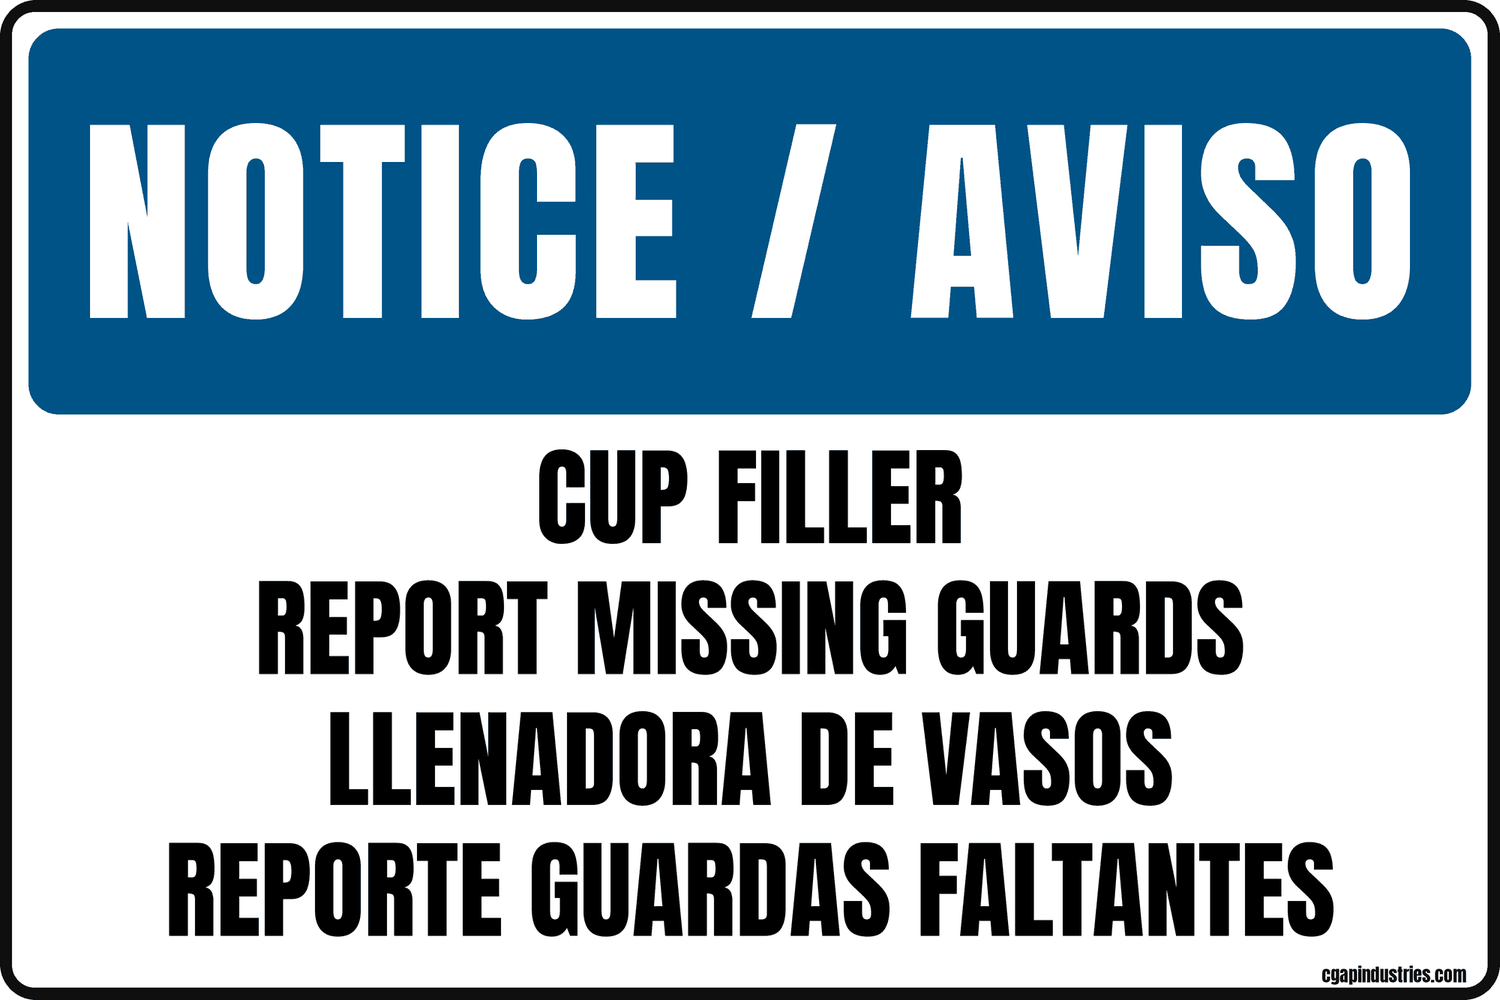 NOTICE / AVISO
CUP FILLER
REPORT MISSING GUARDS
LLENADORA DE VASOS
REPORTE GUARDAS FALTANTES
cgapindustries.com